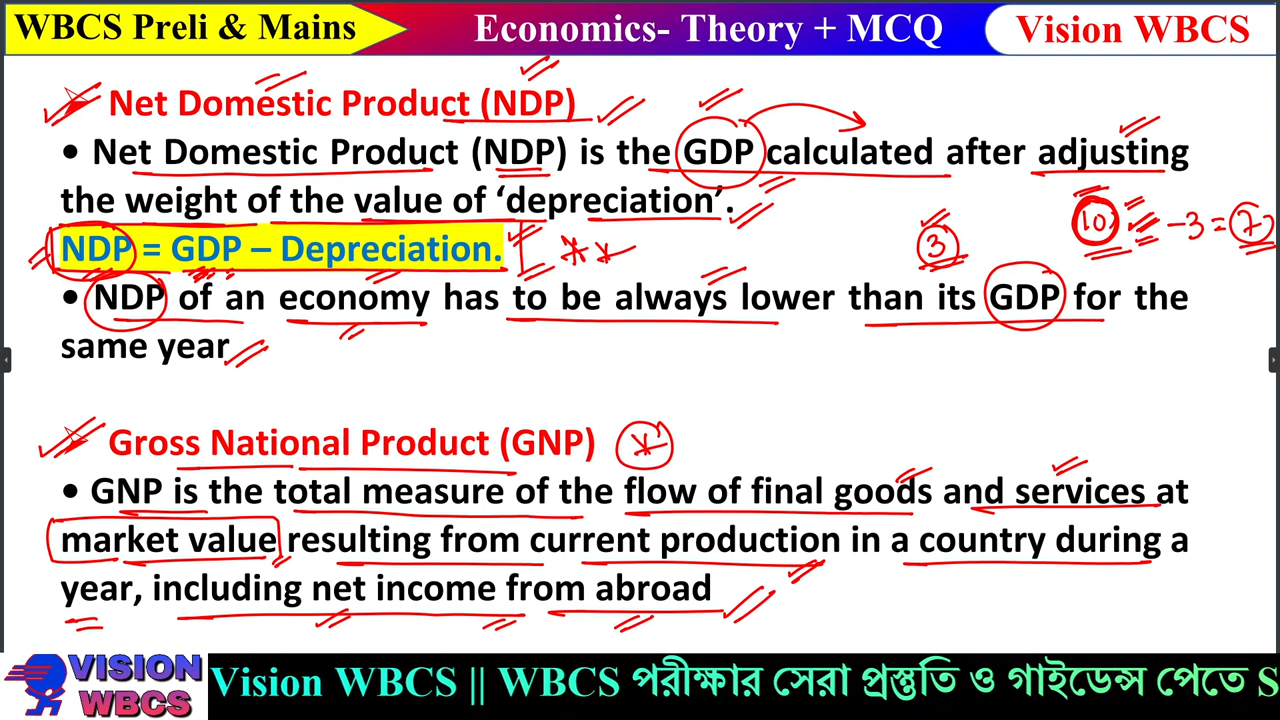 WBCS Preli & Mains
Economics- Theory + MCQ
Vision WBCS
Net Domestic Product (NDP)
• Net Domestic Product (NDP) is the GDP calculated after adjusting
the weight of the value of ‘depreciation’.
NDP = GDP – Depreciation.
3
10 -3 = 7
• NDP of an economy has to be always lower than its GDP for the
same year
Gross National Product (GNP)
• GNP is the total measure of the flow of final goods and services at
market value resulting from current production in a country during a
year, including net income from abroad
VISION
WBCS
Vision WBCS || WBCS পরীক্ষার সেরা প্রস্তুতি ও গাইডেন্স পেতে S